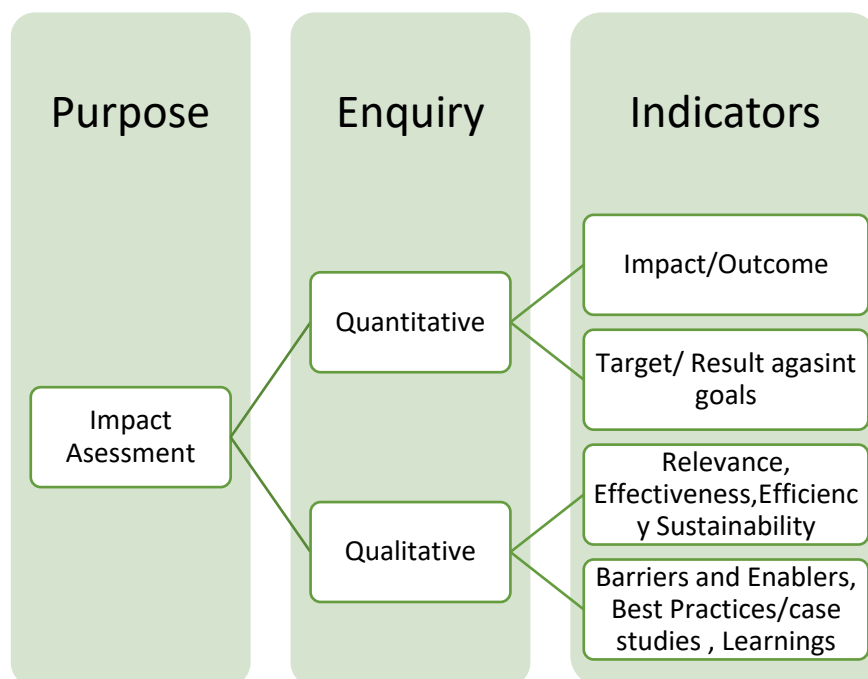 Purpose
Enquiry
Indicators
Impact
Asessment
Quantitative
Qualitative
Impact/Outcome
Target/ Result agasint
goals
Relevance,
Effectiveness,Efficienc
y Sustainability
Barriers and Enablers,
Best Practices/case
studies , Learnings